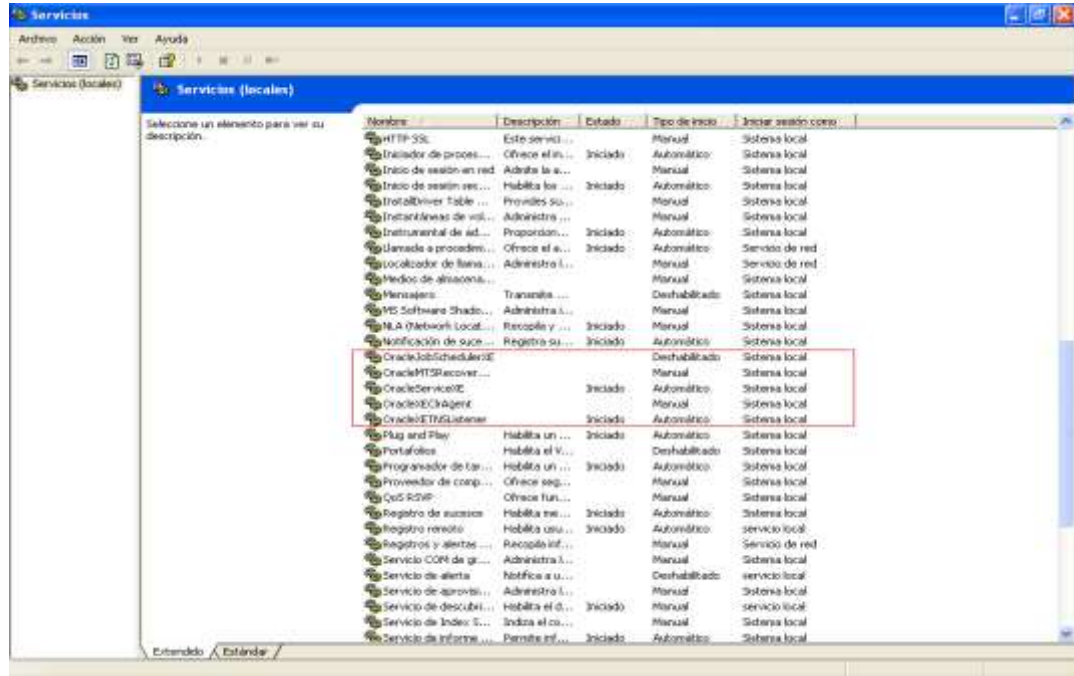 Servicios
Archivo Acción Ver Ayuda
Servicios (locales)
Servicios (locales)
Seleccione un elemento para ver su
descripción.
Nombre Descripción Estado Tipo de inicio Iniciar sesión como
HTTP SSL Este servici... Manual Sistema local
Iniciador de proces... Ofrece el in... Iniciado Automático Sistema local
Inicio de sesión en red Admite la a... Manual Sistema local
Inicio de sesión sec... Habilita los ... Iniciado Automático Sistema local
InstallDriver Table ... Provides su... Manual Sistema local
Instantáneas de vol... Administra ... Manual Sistema local
Instrumental de ad... Proporcion... Iniciado Automático Sistema local
Llamada a procedimi... Ofrece el a... Iniciado Automático Servicio de red
Localizador de llama... Administra l... Manual Servicio de red
Medios de almacena... Manual Sistema local
Mensajero Transmite ... Deshabilitado Sistema local
MS Software Shado... Administra i... Manual Sistema local
NLA (Network Locat... Recopila y ... Iniciado Manual Sistema local
Notificación de suce... Registra su... Iniciado Automático Sistema local
OracleJobSchedulerXE Deshabilitado Sistema local
OracleMTSRecover... Manual Sistema local
OracleServiceXE Iniciado Automático Sistema local
OracleXEClrAgent Manual Sistema local
OracleXETNSListener Iniciado Automático Sistema local
Plug and Play Habilita un ... Iniciado Automático Sistema local
Portafolios Habilita el V... Deshabilitado Sistema local
Programador de tar... Habilita un ... Iniciado Automático Sistema local
Proveedor de comp... Ofrece seg... Manual Sistema local
QoS RSVP Ofrece fun... Manual Sistema local
Registro de sucesos Habilita me... Iniciado Automático Sistema local
Registro remoto Habilita usu... Iniciado Automático servicio local
Registros y alertas ... Recopila inf... Manual Servicio de red
Servicio COM de gr... Administra l... Manual Sistema local
Servicio de alerta Notifica a u... Deshabilitado servicio local
Servicio de aprovisi... Administra l... Manual Sistema local
Servicio de descubri... Habilita el d... Iniciado Manual servicio local
Servicio de Index S... Indiza el co... Manual Sistema local
Servicio de informe ... Permite inf... Iniciado Automático Sistema local
Extendido Estándar